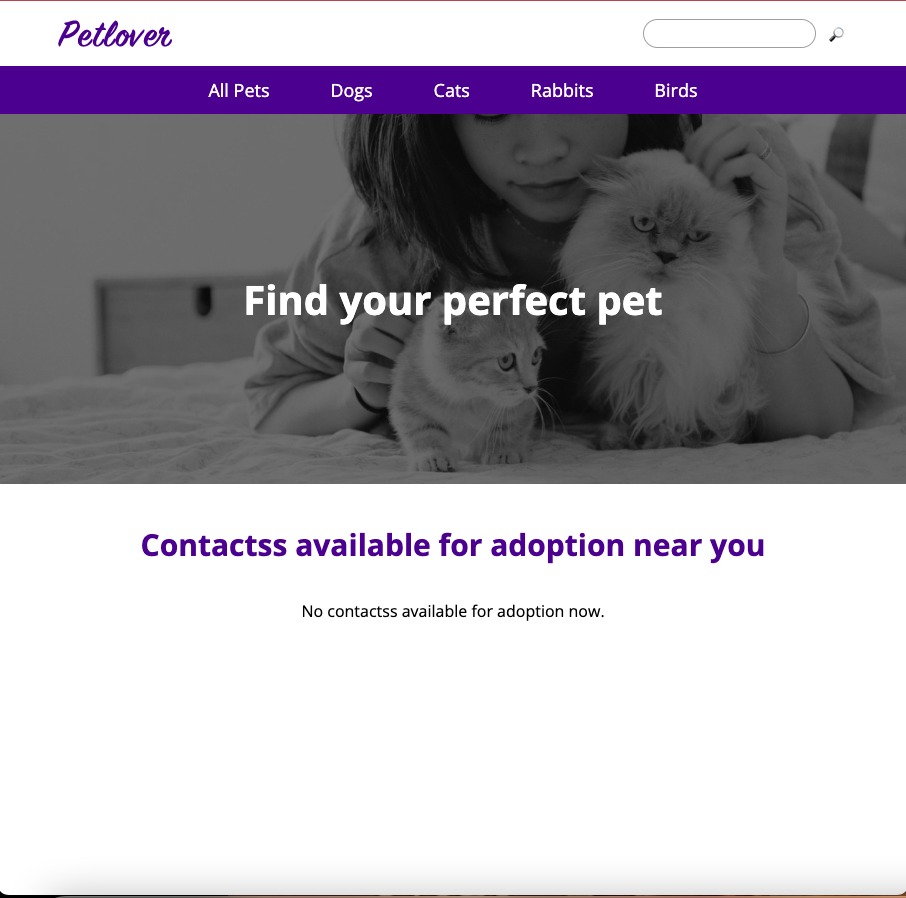 Petlover
All Pets Dogs Cats Rabbits Birds
Find your perfect pet
Contactss available for adoption near you
No contactss available for adoption now.